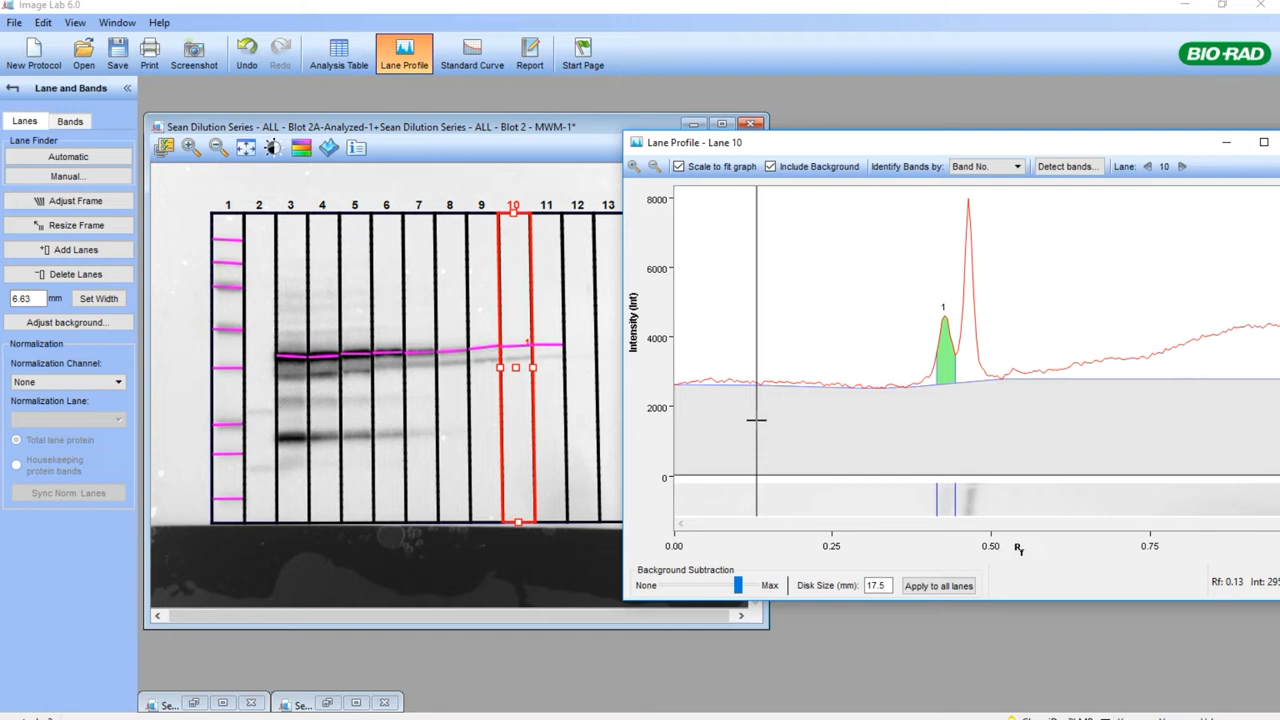 Image Lab 6.0
File Edit View Window Help
New Protocol Open Save Print Screenshot Undo Redo Analysis Table Lane Profile Standard Curve Report Start Page
BIO-RAD
Lane and Bands
Lanes Bands
Lane Finder
Automatic
Manual...
Adjust Frame
Resize Frame
Add Lanes
Delete Lanes
6.63 mm Set Width
Adjust background...
Normalization
Normalization Channel:
None
Normalization Lane:
Total lane protein
Housekeeping
protein bands
Sync Norm. Lanes
Sean Dilution Series - ALL - Blot 2A-Analyzed-1+Sean Dilution Series - ALL - Blot 2 - MWM-1*
1 2 3 4 5 6 7 8 9 10 11 12 13
1
Lane Profile - Lane 10
Scale to fit graph Include Background Identify Bands by: Band No. Detect bands... Lane: 10
8000
6000
4000
2000
0
Intensity (Int)
1
0.00 0.25 0.50 Rf 0.75
Background Subtraction
None Max Disk Size (mm): 17.5 Apply to all lanes
Rf: 0.13 Int: 295
Se... Se...